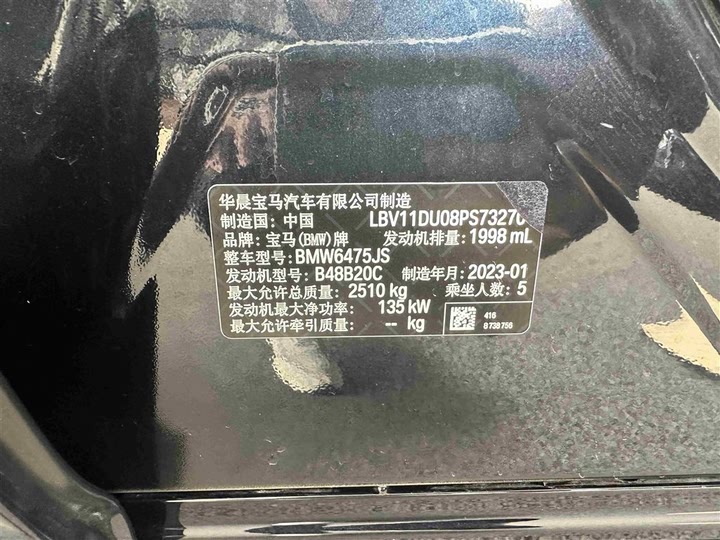 华晨宝马汽车有限公司制造
制造国: 中国 LBV11DU08PS73270
品牌: 宝马(BMW)牌 发动机排量: 1998 mL
整车型号: BMW6475JS
发动机型号: B48B20C 制造年月: 2023-01
最大允许总质量: 2510 kg 乘坐人数: 5
发动机最大净功率: 135 kW
最大允许牵引质量: -- kg
416
8738756